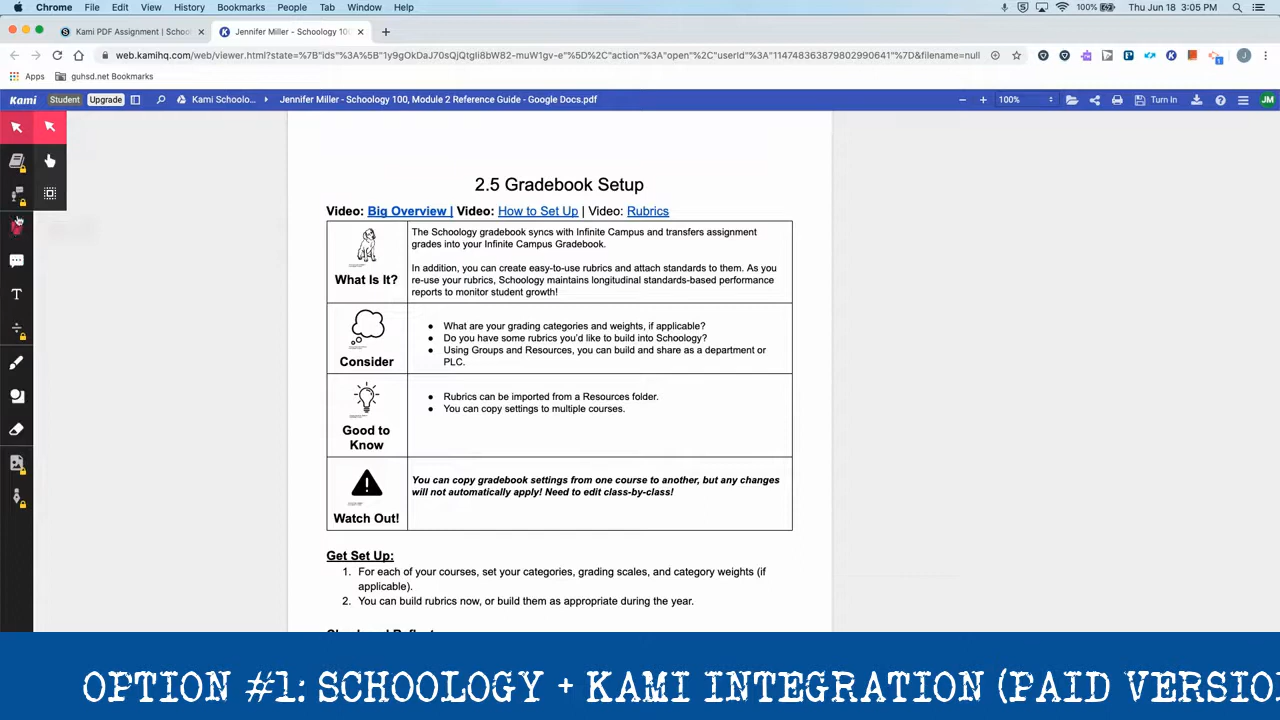 Chrome File Edit View History Bookmarks People Tab Window Help 100% Thu Jun 18 3:05 PM
Kami PDF Assignment | Schoo Jennifer Miller - Schoology 10
web.kamihq.com/web/viewer.html?state=%7B"ids"%3A%5B"1y9gOkDaJ70sQjQtgIi8bW82-muW1gv-e"%5D%2C"action"%3A"open"%2C"userId"%3A"114748363879802990641"%7D&filename=null
Apps guhsd.net Bookmarks
Kami Student Upgrade Kami Schoolo... Jennifer Miller - Schoology 100, Module 2 Reference Guide - Google Docs.pdf 100% Turn In JM
2.5 Gradebook Setup
Video: Big Overview | Video: How to Set Up | Video: Rubrics
What Is It?
The Schoology gradebook syncs with Infinite Campus and transfers assignment
grades into your Infinite Campus Gradebook.
In addition, you can create easy-to-use rubrics and attach standards to them. As you
re-use your rubrics, Schoology maintains longitudinal standards-based performance
reports to monitor student growth!
Consider
● What are your grading categories and weights, if applicable?
● Do you have some rubrics you'd like to build into Schoology?
● Using Groups and Resources, you can build and share as a department or
PLC.
Good to
Know
● Rubrics can be imported from a Resources folder.
● You can copy settings to multiple courses.
Watch Out!
You can copy gradebook settings from one course to another, but any changes
will not automatically apply! Need to edit class-by-class!
Get Set Up:
1. For each of your courses, set your categories, grading scales, and category weights (if
applicable).
2. You can build rubrics now, or build them as appropriate during the year.
OPTION #1: SCHOOLOGY + KAMI INTEGRATION (PAID VERSIO